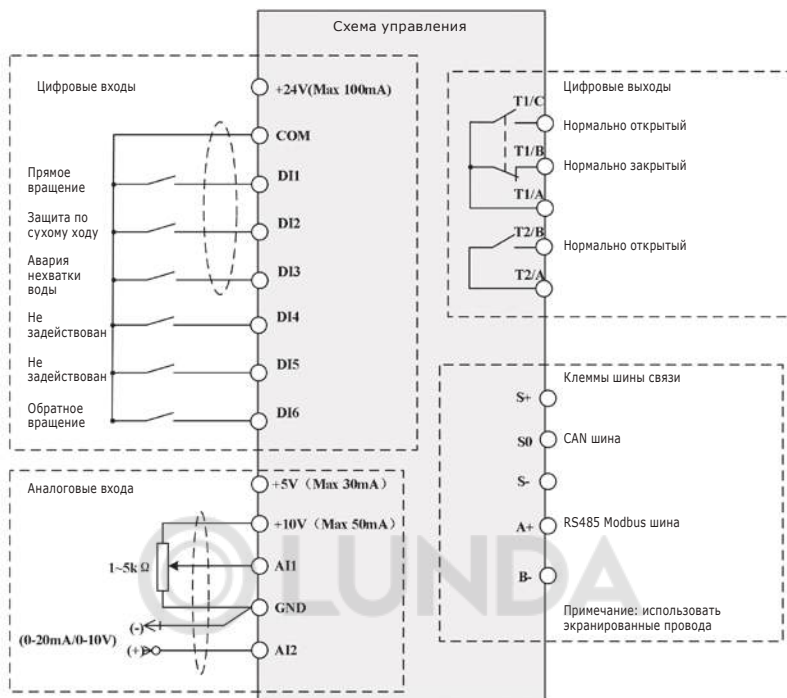 Схема управления
Цифровые входы
+24V(Max 100mA)
COM
Прямое
вращение
DI1
Защита по
сухому ходу
DI2
Авария
нехватки
воды
DI3
Не
задействован
DI4
Не
задействован
DI5
Обратное
вращение
DI6
Аналоговые входа
+5V (Max 30mA)
+10V (Max 50mA)
1~5k Ω
AI1
GND
(-)
(0-20mA/0-10V)
(+)
AI2
Цифровые выходы
T1/C
Нормально открытый
T1/B
Нормально закрытый
T1/A
T2/B
Нормально открытый
T2/A
Клеммы шины связи
S+
S0
CAN шина
S-
A+
RS485 Modbus шина
B-
Примечание: использовать
экранированные провода
LUNDA